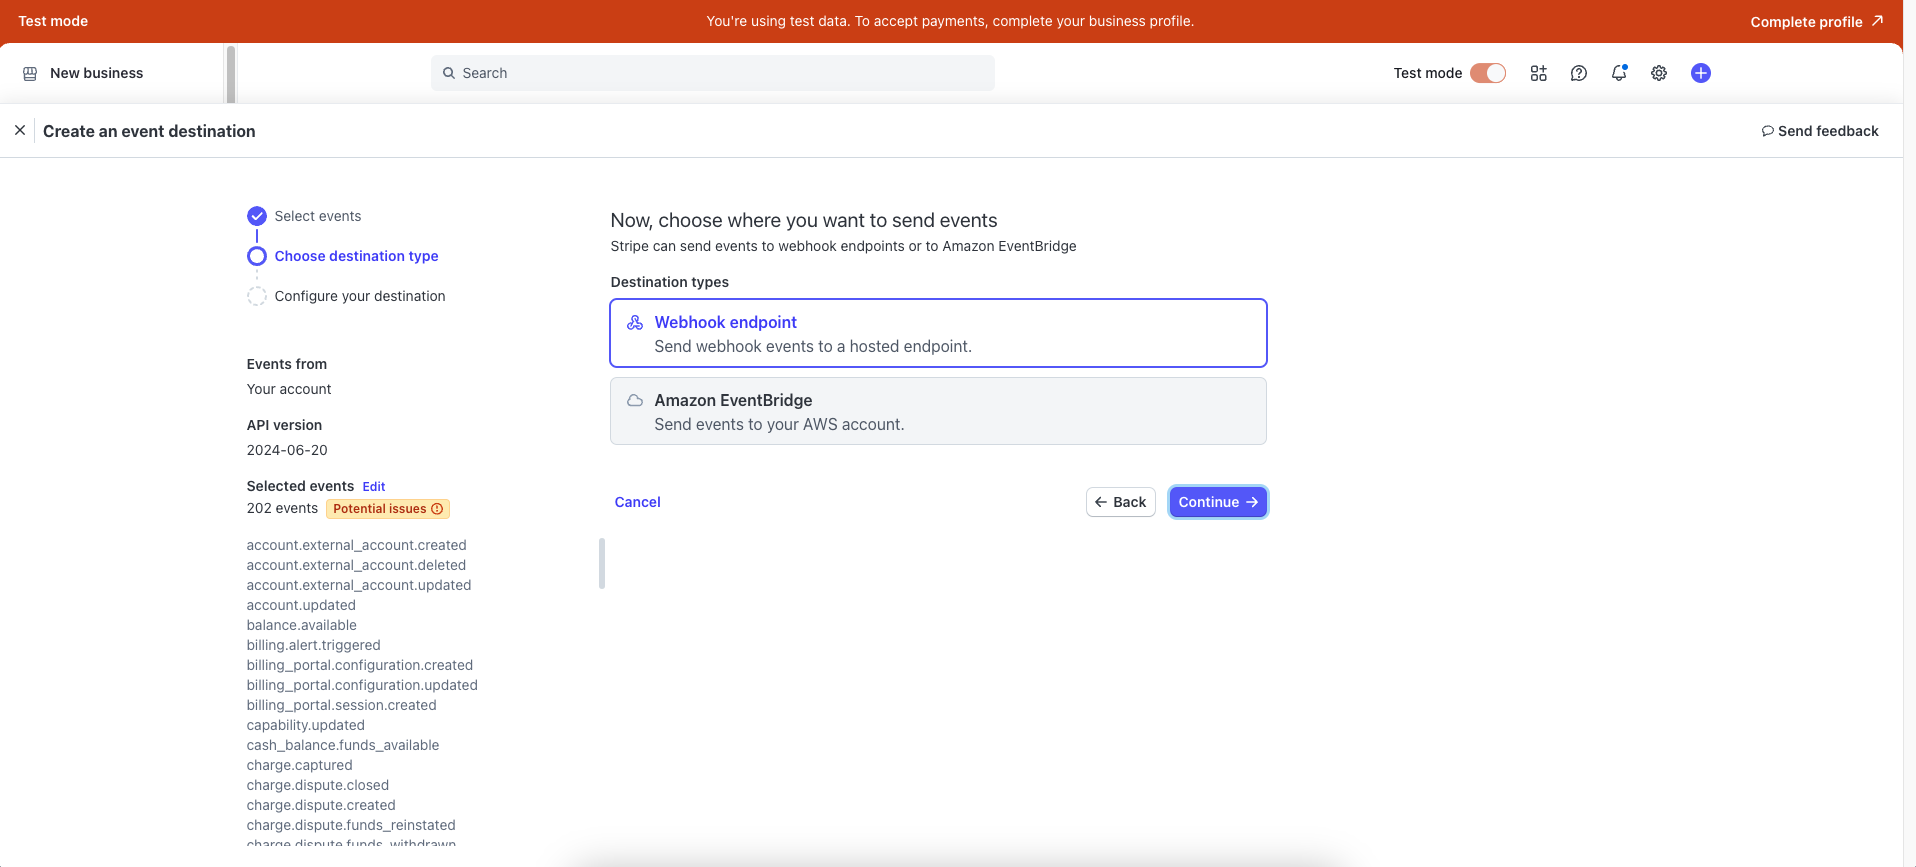 Test mode
You're using test data. To accept payments, complete your business profile.
Complete profile
New business
Search
Test mode
Create an event destination
Send feedback
Select events
Choose destination type
Configure your destination
Events from
Your account
API version
2024-06-20
Selected events Edit
202 events Potential issues
account.external_account.created
account.external_account.deleted
account.external_account.updated
account.updated
balance.available
billing.alert.triggered
billing_portal.configuration.created
billing_portal.configuration.updated
billing_portal.session.created
capability.updated
cash_balance.funds_available
charge.captured
charge.dispute.closed
charge.dispute.created
charge.dispute.funds_reinstated
charge.dispute.funds_withdrawn
Now, choose where you want to send events
Stripe can send events to webhook endpoints or to Amazon EventBridge
Destination types
Webhook endpoint
Send webhook events to a hosted endpoint.
Amazon EventBridge
Send events to your AWS account.
Cancel
Back
Continue